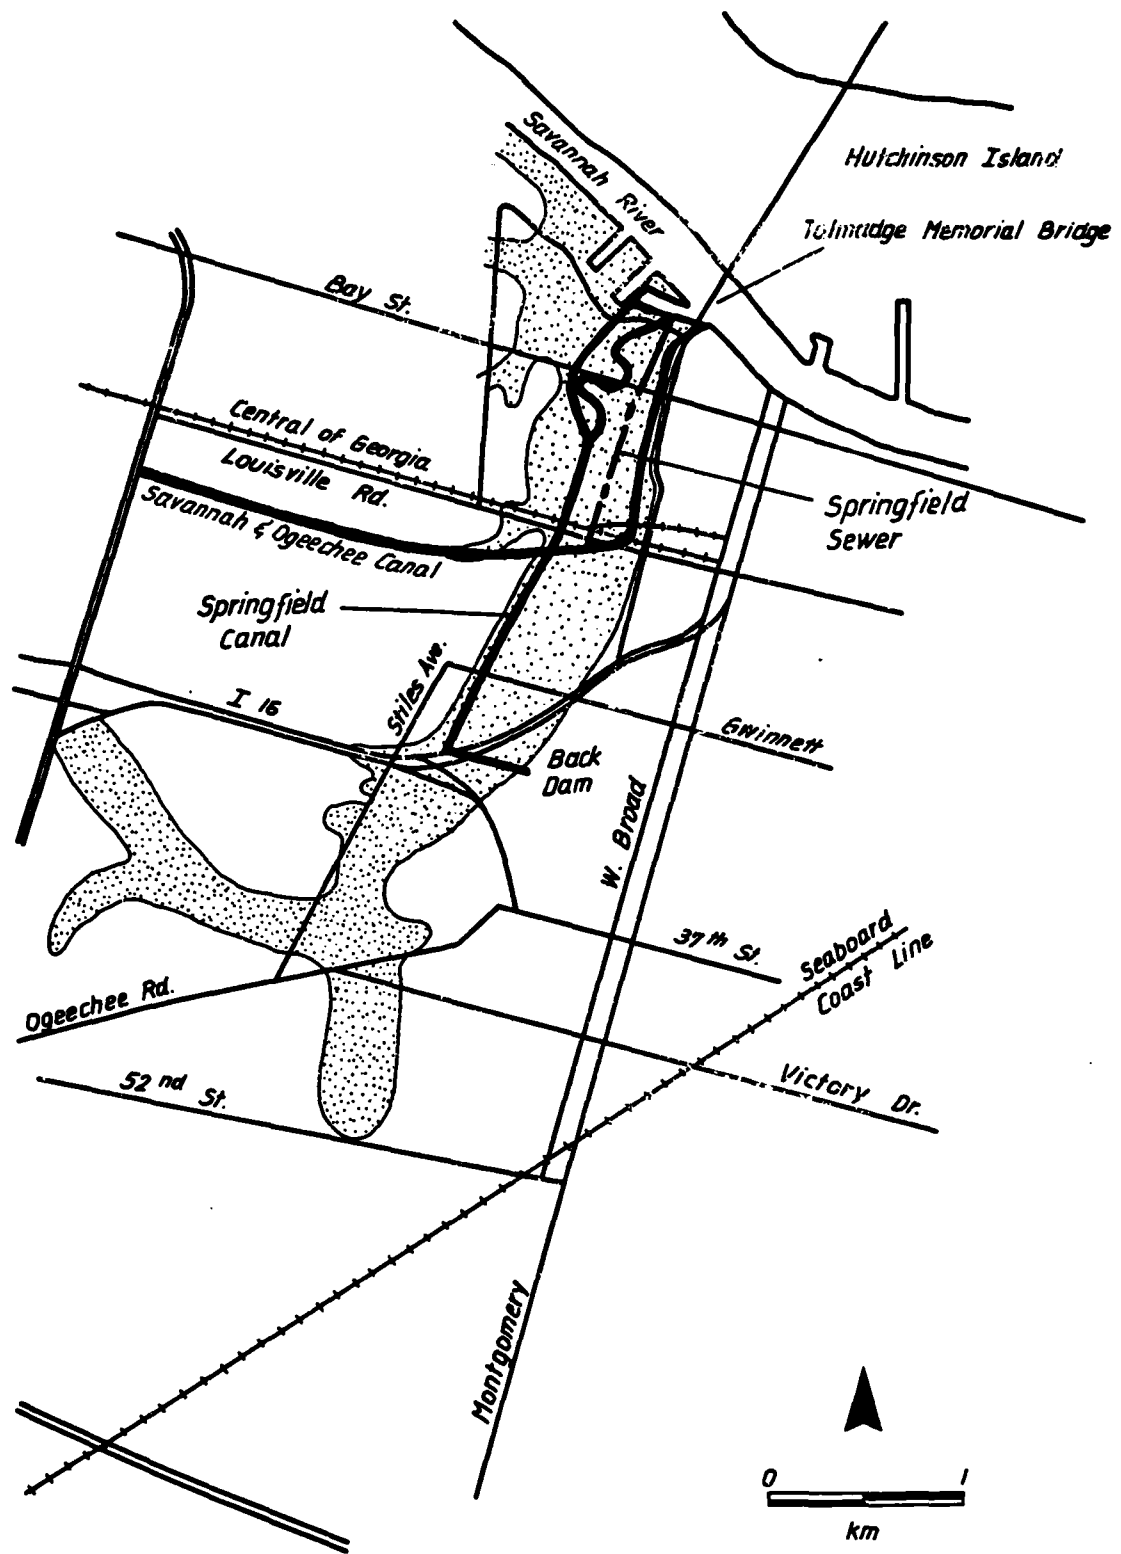 Savannah River
Hutchinson Island
Talmadge Memorial Bridge
Bay St.
Central of Georgia
Louisville Rd.
Savannah & Ogeechee Canal
Springfield
Sewer
Springfield
Canal
Stiles Ave.
I 16
Gwinnett
Back
Dam
W. Broad
37th St.
Seaboard
Coast Line
Ogeechee Rd.
52nd St.
Victory Dr.
Montgomery
0 1
km